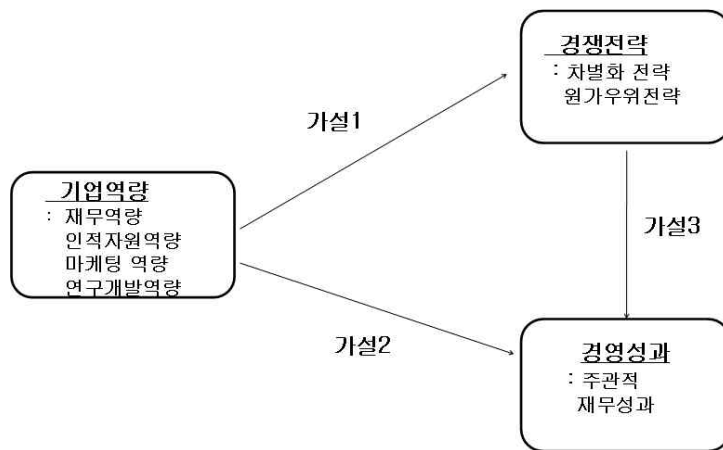 경쟁전략
: 차별화 전략
원가우위전략
가설1
기업역량
: 재무역량
인적자원역량
마케팅 역량
연구개발역량
가설3
가설2
경영성과
: 주관적
재무성과